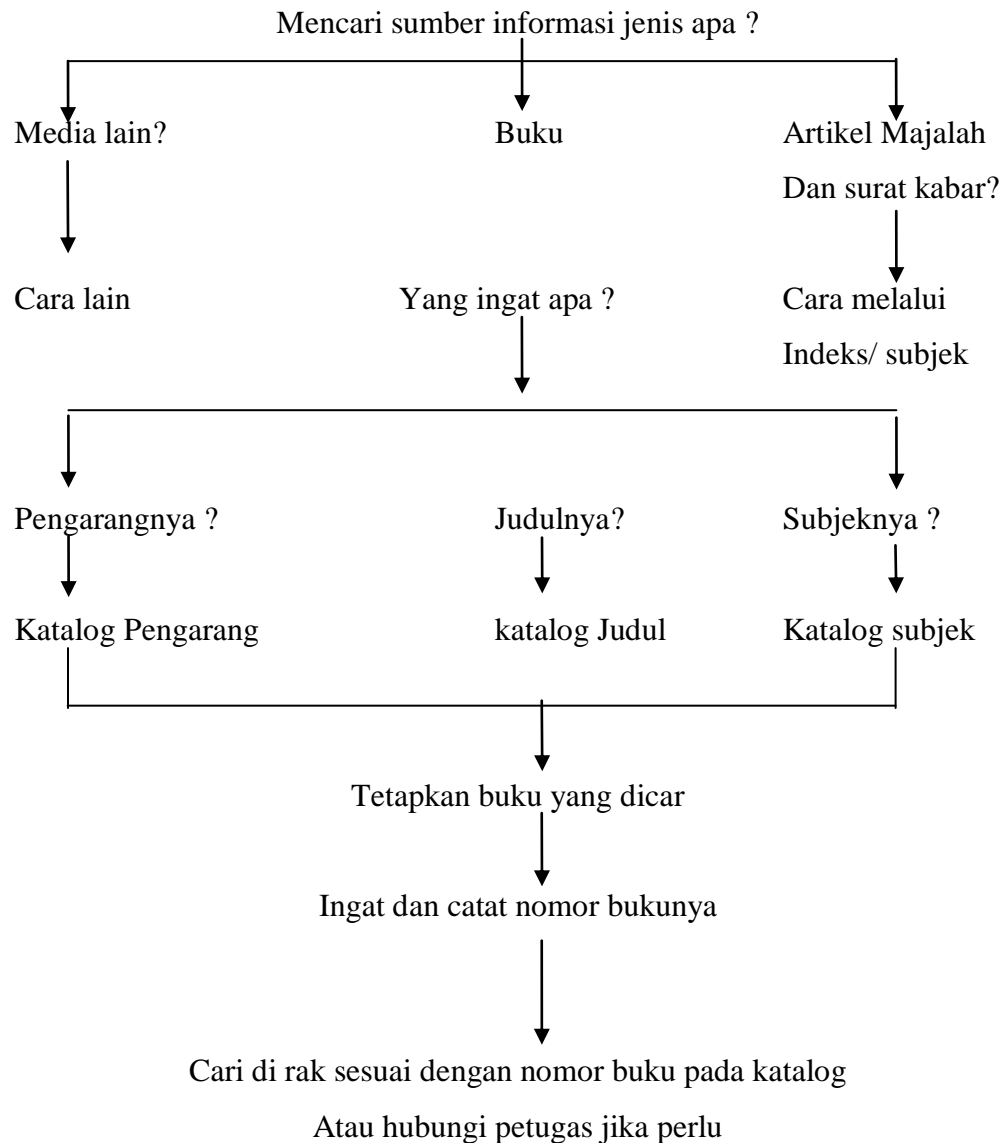 Mencari sumber informasi jenis apa ?
Media lain? Buku Artikel Majalah
Dan surat kabar?
Cara lain Yang ingat apa ? Cara melalui
Indeks/ subjek
Pengarangnya ? Judulnya? Subjeknya ?
Katalog Pengarang katalog Judul Katalog subjek
Tetapkan buku yang dicar
Ingat dan catat nomor bukunya
Cari di rak sesuai dengan nomor buku pada katalog
Atau hubungi petugas jika perlu